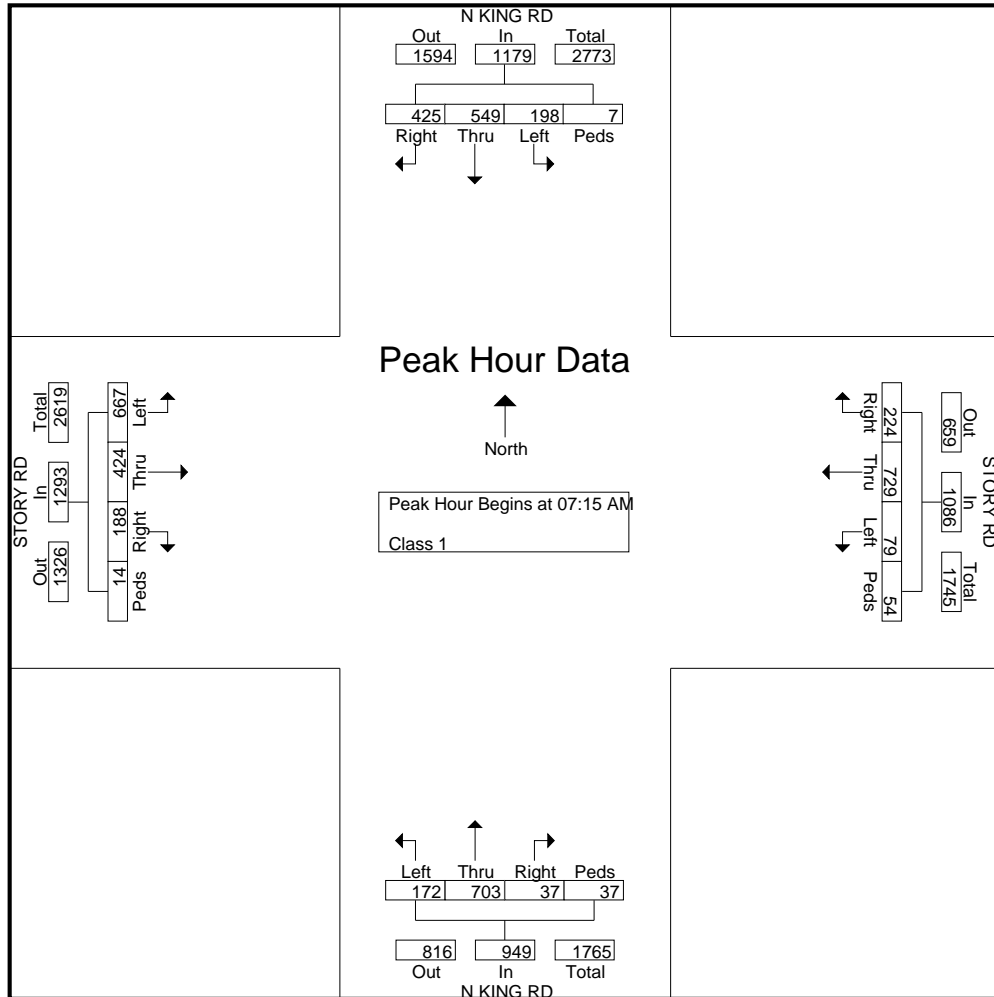 N KING RD
Out In Total
1594 1179 2773
425 549 198 7
Right Thru Left Peds
Peak Hour Data
North
Peak Hour Begins at 07:15 AM
Class 1
STORY RD
Total In Out
2619 1293 1326
667 424 188 14
Left Thru Right Peds
STORY RD
Out In Total
659 1086 1745
224 729 79 54
Right Thru Left Peds
Left Thru Right Peds
172 703 37 37
816 949 1765
Out In Total
N KING RD